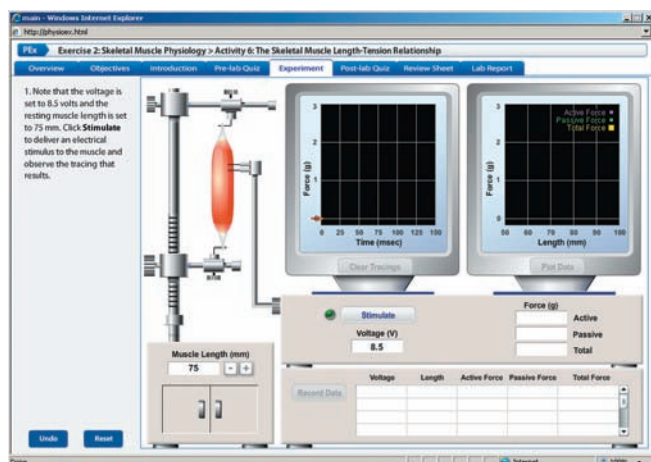 main - Windows Internet Explorer
http://physioex.html
PEx Exercise 2: Skeletal Muscle Physiology > Activity 6: The Skeletal Muscle Length-Tension Relationship
Overview Objectives Introduction Pre-lab Quiz Experiment Post-lab Quiz Review Sheet Lab Report
1. Note that the voltage is
set to 8.5 volts and the
resting muscle length is set
to 75 mm. Click Stimulate
to deliver an electrical
stimulus to the muscle and
observe the tracing that
results.
Force (g)
3
2
1
0
0 25 50 75 100 125 150
Time (msec)
Clear Tracings
Active Force
Passive Force
Total Force
Force (g)
3
2
1
0
50 60 70 80 90 100
Length (mm)
Plot Data
Stimulate
Voltage (V)
8.5
Force (g)
Active
Passive
Total
Muscle Length (mm)
75 - +
Record Data
Voltage Length Active Force Passive Force Total Force
Undo Reset
Done
Internet
100%